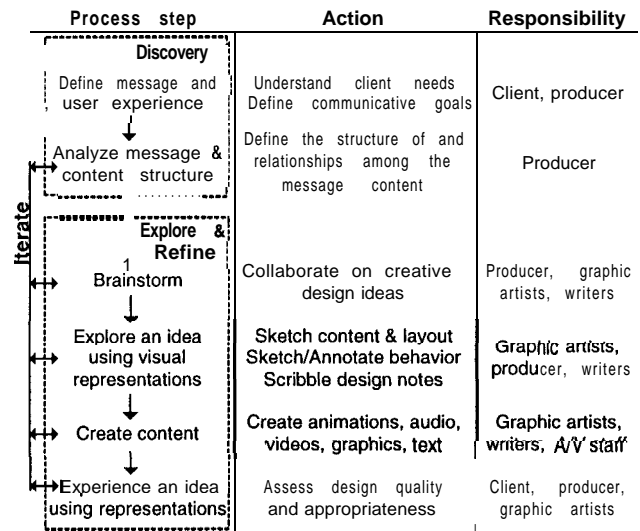 Process step Action Responsibility
Discovery
Define message and Understand client needs
user experience Define communicative goals Client, producer
Analyze message & Define the structure of and
content structure relationships among the Producer
message content
Iterate
Explore &
Refine
1
Brainstorm Collaborate on creative Producer, graphic
design ideas artists, writers
Explore an idea Sketch content & layout Graphic artists,
using visual Sketch/Annotate behavior producer, writers
representations Scribble design notes
Create content Create animations, audio, Graphic artists,
videos, graphics, text writers, A/V staff
Experience an idea Assess design quality Client, producer,
using representations and appropriateness graphic artists